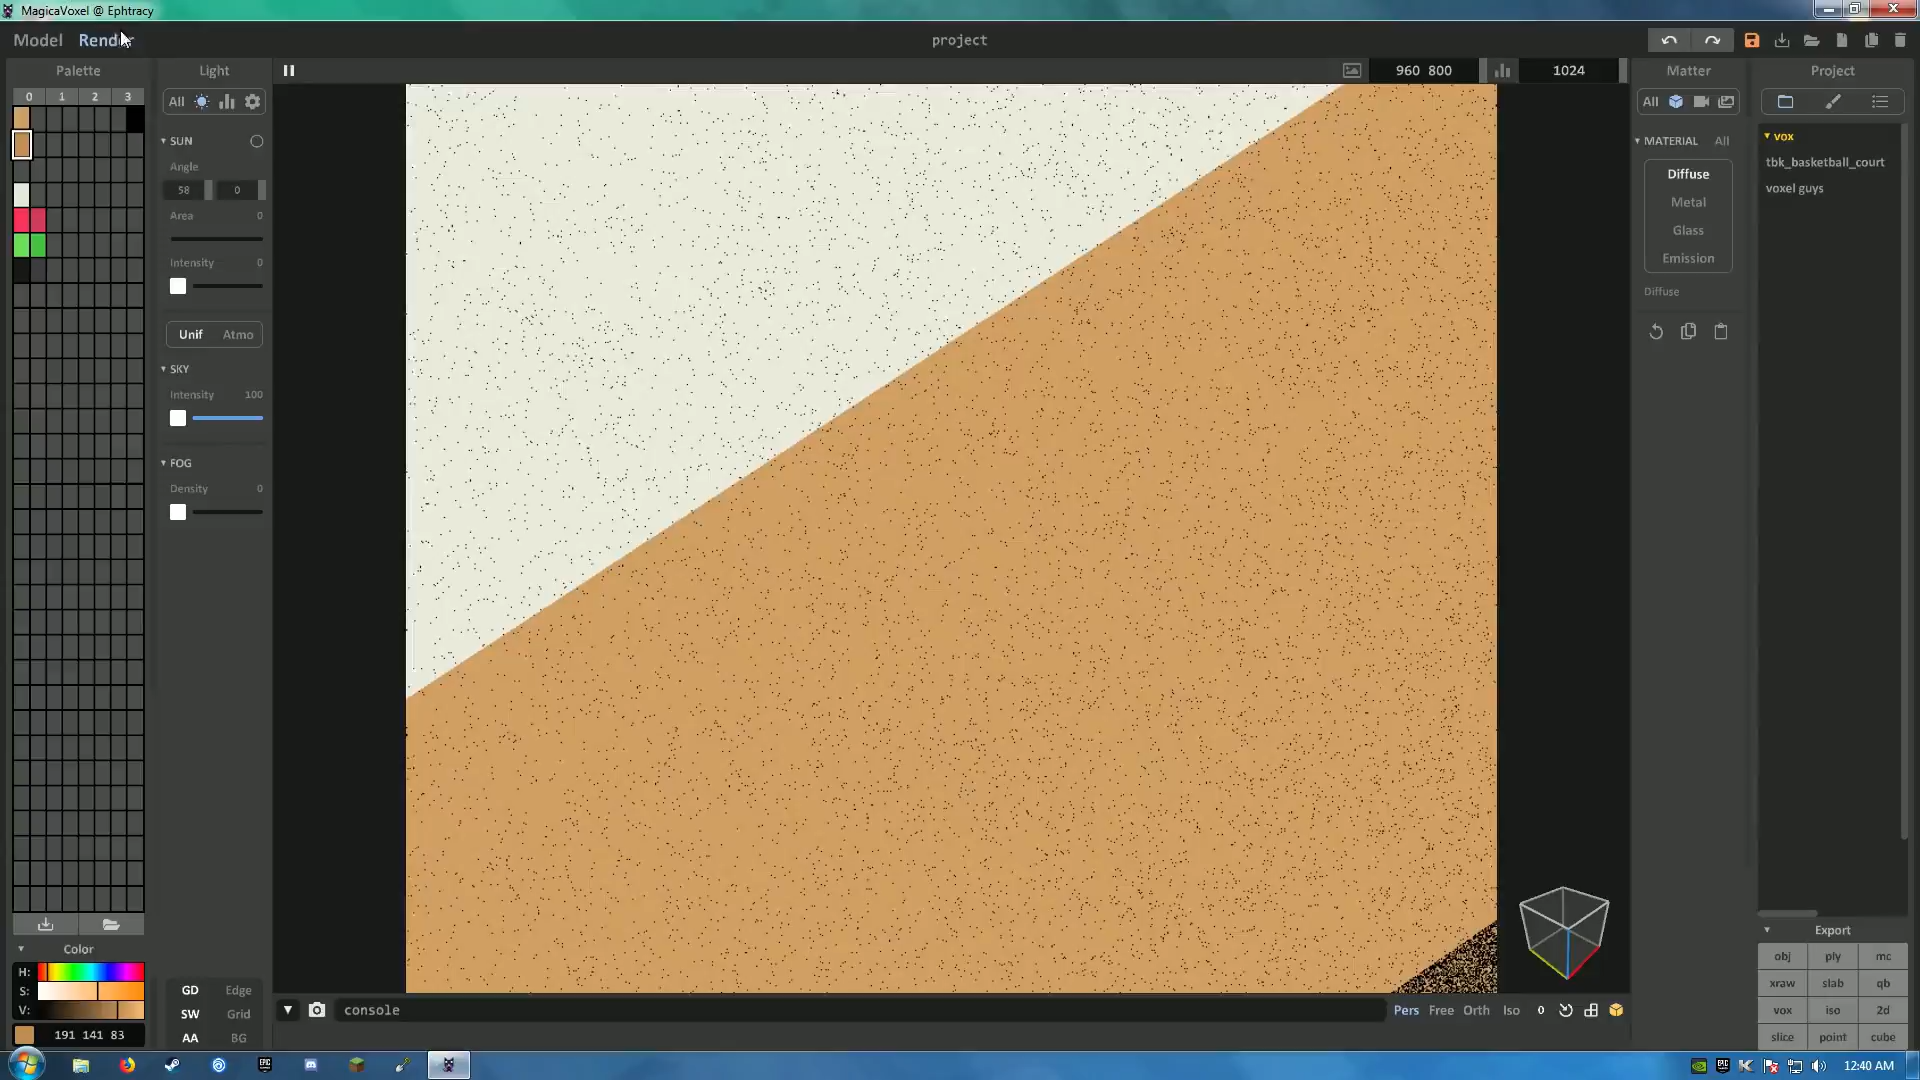 MagicaVoxel @ Ephtracy
Model Render
project
960 800
1024
Palette
Light
Matter
Project
0 1 2 3
All
All
SUN
MATERIAL All
vox
Angle
tbk_basketball_court
58 0
Diffuse
voxel guys
Area 0
Metal
Glass
Intensity 0
Emission
Diffuse
Unif Atmo
SKY
Intensity 100
FOG
Density 0
Color
Export
H:
S:
V:
191 141 83
GD Edge
SW Grid
AA BG
console
Pers Free Orth Iso 0
obj ply mc
xraw slab qb
vox iso 2d
slice point cube
12:40 AM